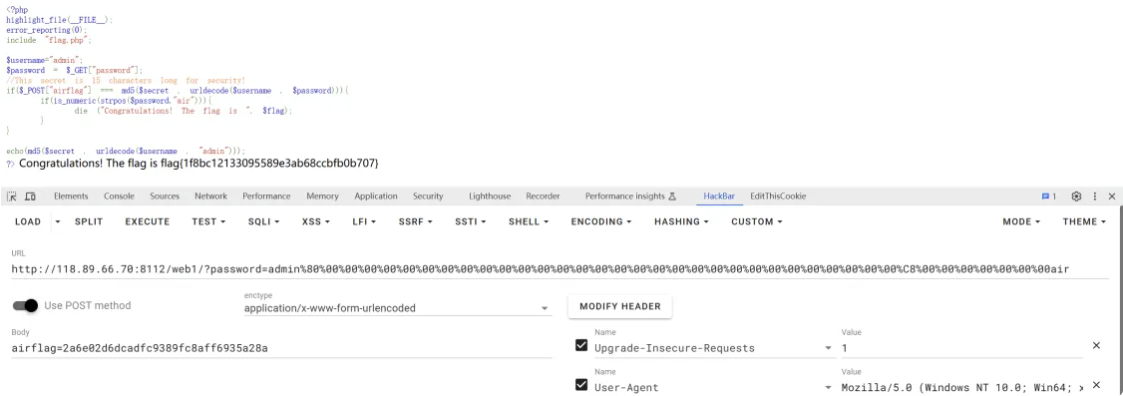 <?php
highlight_file(__FILE__);
error_reporting(0);
include "flag.php";
$username="admin";
$password = $_GET["password"];
//This secret is 15 characters long for security!
if($_POST["airflag"] === md5($secret . urldecode($username . $password))){
if(is_numeric(strpos($password,"air"))){
die ("Congratulations! The flag is ". $flag);
}
}
echo(md5($secret . urldecode($username . "admin")));
?> Congratulations! The flag is flag{1f8bc12133095589e3ab68ccbfb0b707}
Elements Console Sources Network Performance Memory Application Security Lighthouse Recorder Performance insights HackBar EditThisCookie 1
LOAD SPLIT EXECUTE TEST SQLI XSS LFI SSRF SSTI SHELL ENCODING HASHING CUSTOM MODE THEME
URL
http://118.89.66.70:8112/web1/?password=admin%80%00%00%00%00%00%00%00%00%00%00%00%00%00%00%00%00%00%00%00%00%00%00%00%00%00%00%00%00%00%00%C8%00%00%00%00%00%00%00air
Use POST method
enctype
application/x-www-form-urlencoded
MODIFY HEADER
Body
airflag=2a6e02d6dcadfc9389fc8aff6935a28a
Name Value
Upgrade-Insecure-Requests 1
Name Value
User-Agent Mozilla/5.0 (Windows NT 10.0; Win64; x